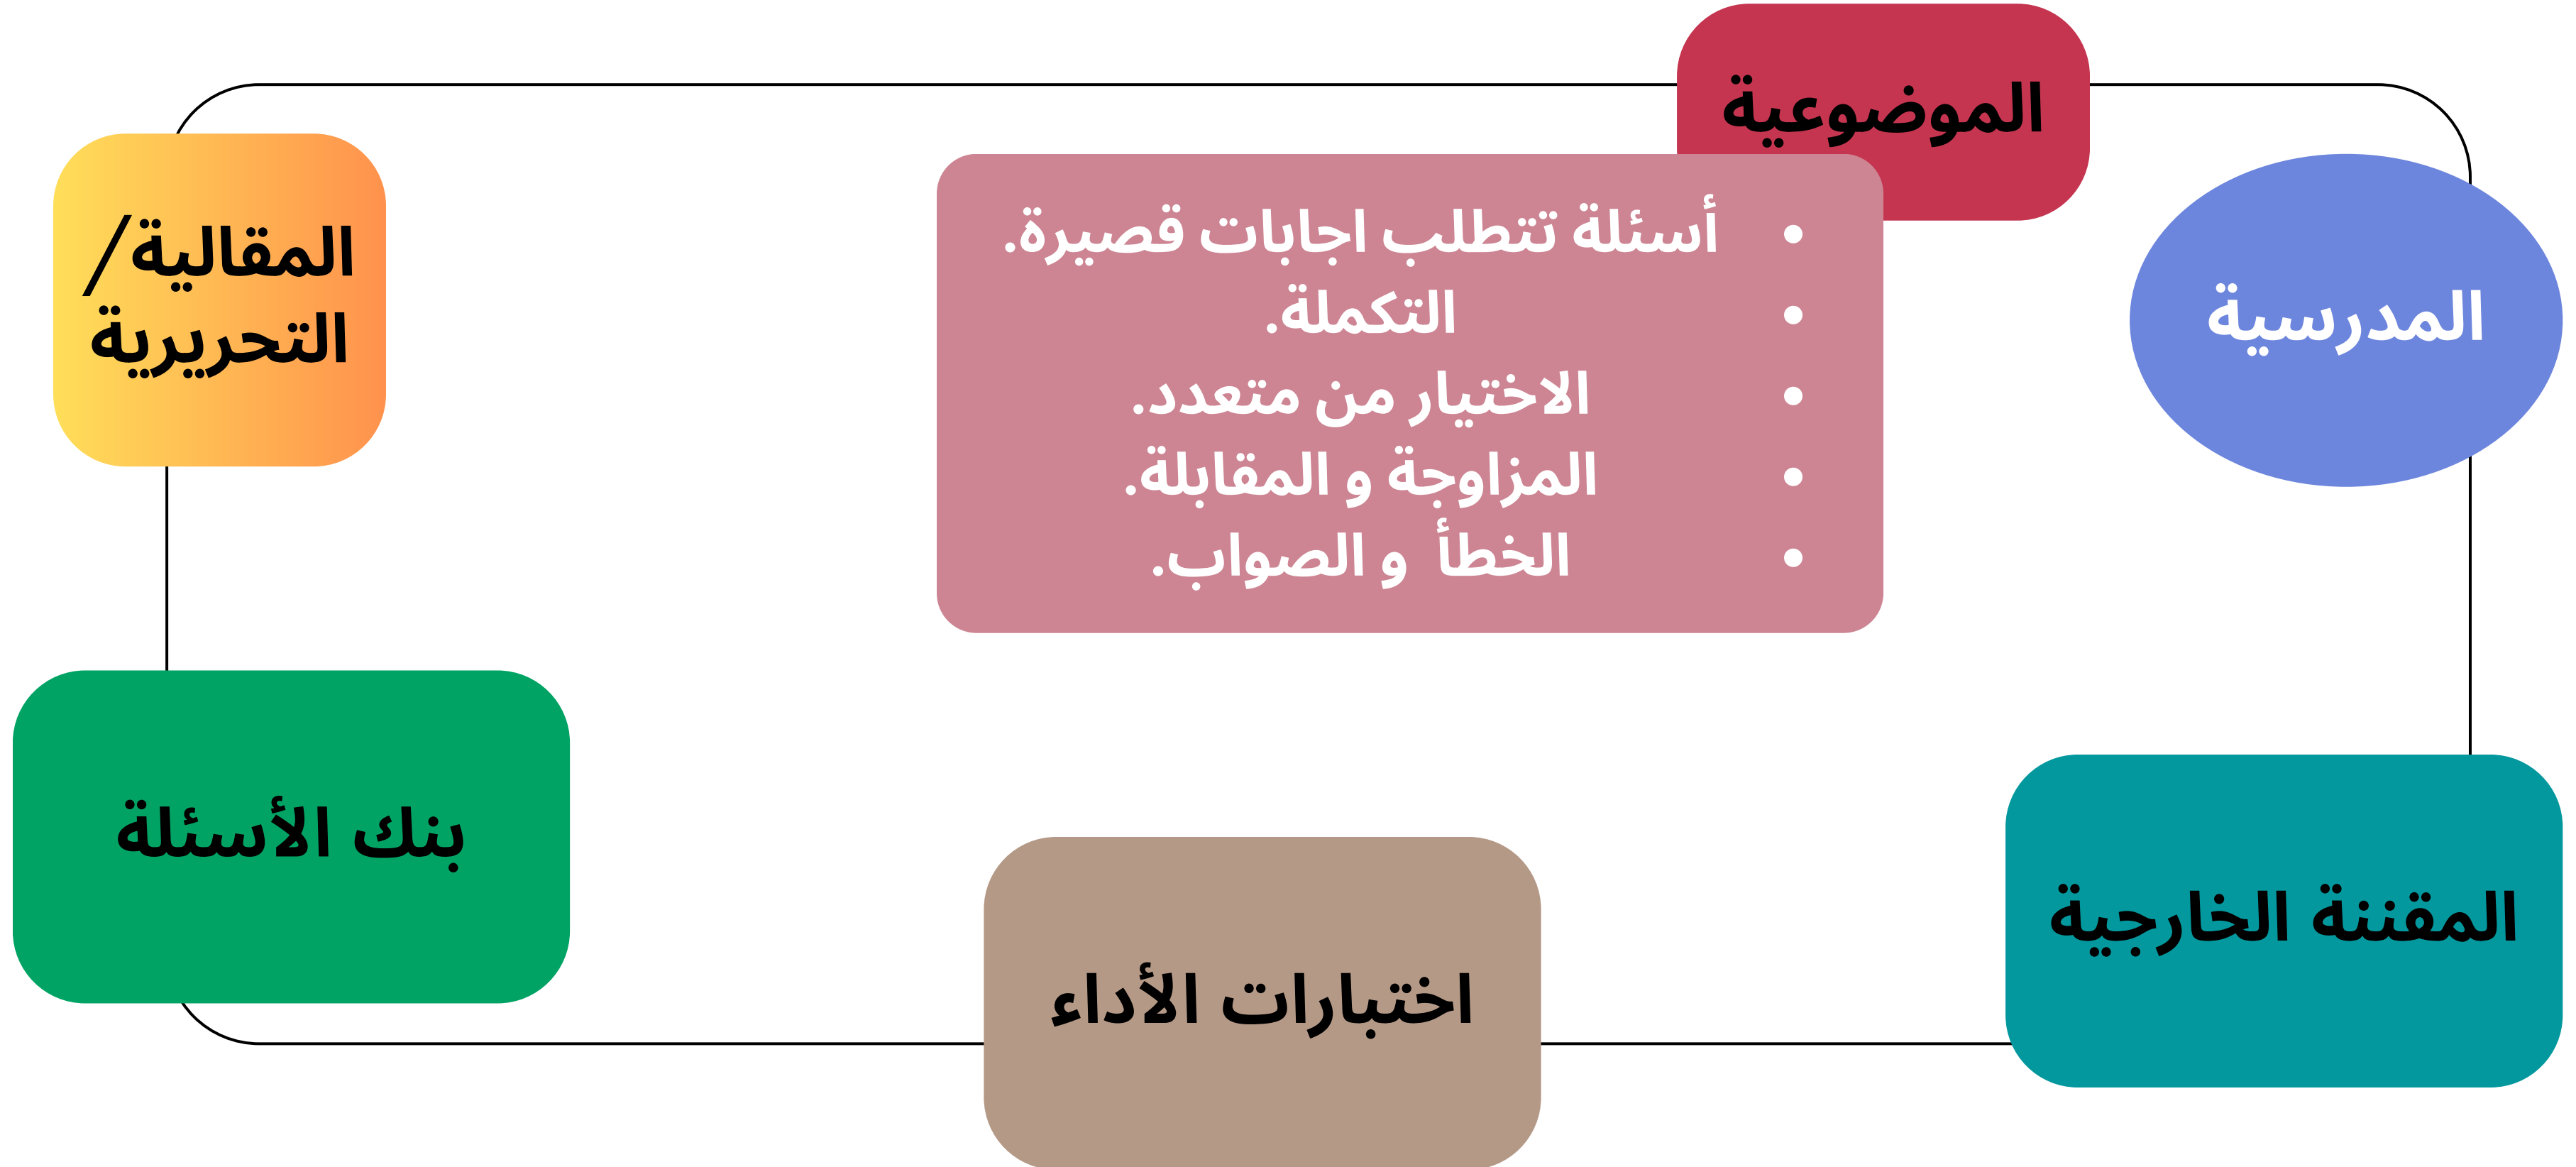 الموضوعية
• أسئلة تتطلب اجابات قصيرة.
• التكملة.
• الاختيار من متعدد.
• المزاوجة و المقابلة.
• الخطأ و الصواب.
المدرسية
المقالية/
التحريرية
بنك الأسئلة
المقننة الخارجية
اختبارات الأداء